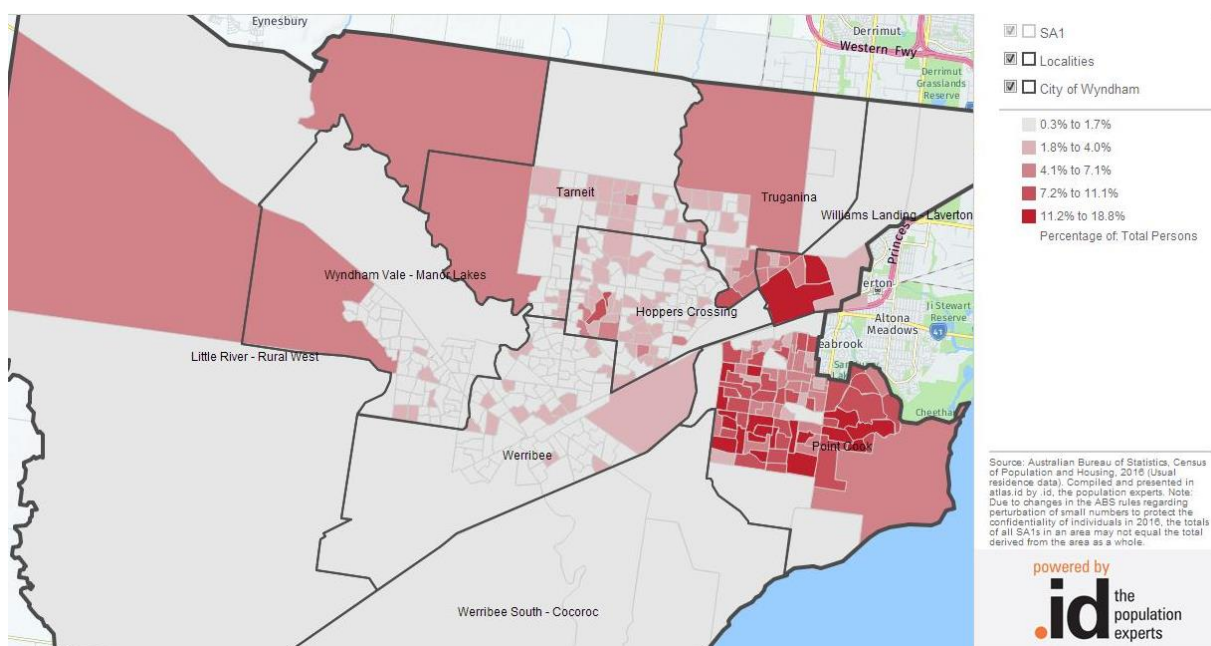 Eynesbury
Derrimut
Western Fwy
Derrimut
Grasslands
Reserve
Tarneit
Truganina
Williams Landing - Laverton
Princes
erton
Wyndham Vale - Manor Lakes
Hoppers Crossing
Altona
Meadows
Ji Stewart
Reserve
41
eabrook
Little River - Rural West
Cheetha
Point Cook
Werribee
Werribee South - Cocoroc
SA1
Localities
City of Wyndham
0.3% to 1.7%
1.8% to 4.0%
4.1% to 7.1%
7.2% to 11.1%
11.2% to 18.8%
Percentage of: Total Persons
Source: Australian Bureau of Statistics, Census
of Population and Housing, 2016 (Usual
residence data). Compiled and presented in
atlas.id by .id, the population experts. Note:
Due to changes in the ABS rules regarding
perturbation of small numbers to protect the
confidentiality of individuals in 2016, the totals
of all SA1s in an area may not equal the total
derived from the area as a whole.
powered by
.id the
population
experts